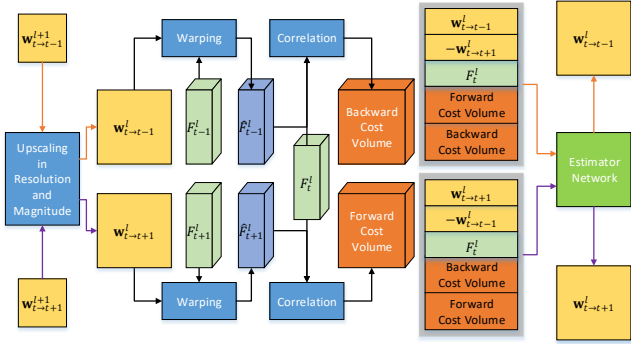 w^{l+1}_{t→t−1}
Upscaling
in
Resolution
and
Magnitude
w^{l+1}_{t→t+1}
w^l_{t→t−1}
w^l_{t→t+1}
Warping
F^l_{t−1}
F̂^l_{t−1}
Correlation
Backward
Cost
Volume
F^l_t
F^l_{t+1}
F̂^l_{t+1}
Warping
Correlation
Forward
Cost
Volume
w^l_{t→t−1}
−w^l_{t→t+1}
F^l_t
Forward
Cost Volume
Backward
Cost Volume
w^l_{t→t+1}
−w^l_{t→t−1}
F^l_t
Backward
Cost Volume
Forward
Cost Volume
w^l_{t→t−1}
Estimator
Network
w^l_{t→t+1}